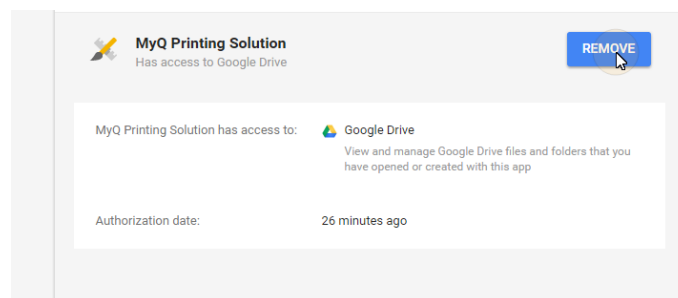 MyQ Printing Solution
Has access to Google Drive
REMOVE
MyQ Printing Solution has access to:
Google Drive
View and manage Google Drive files and folders that you
have opened or created with this app
Authorization date:
26 minutes ago